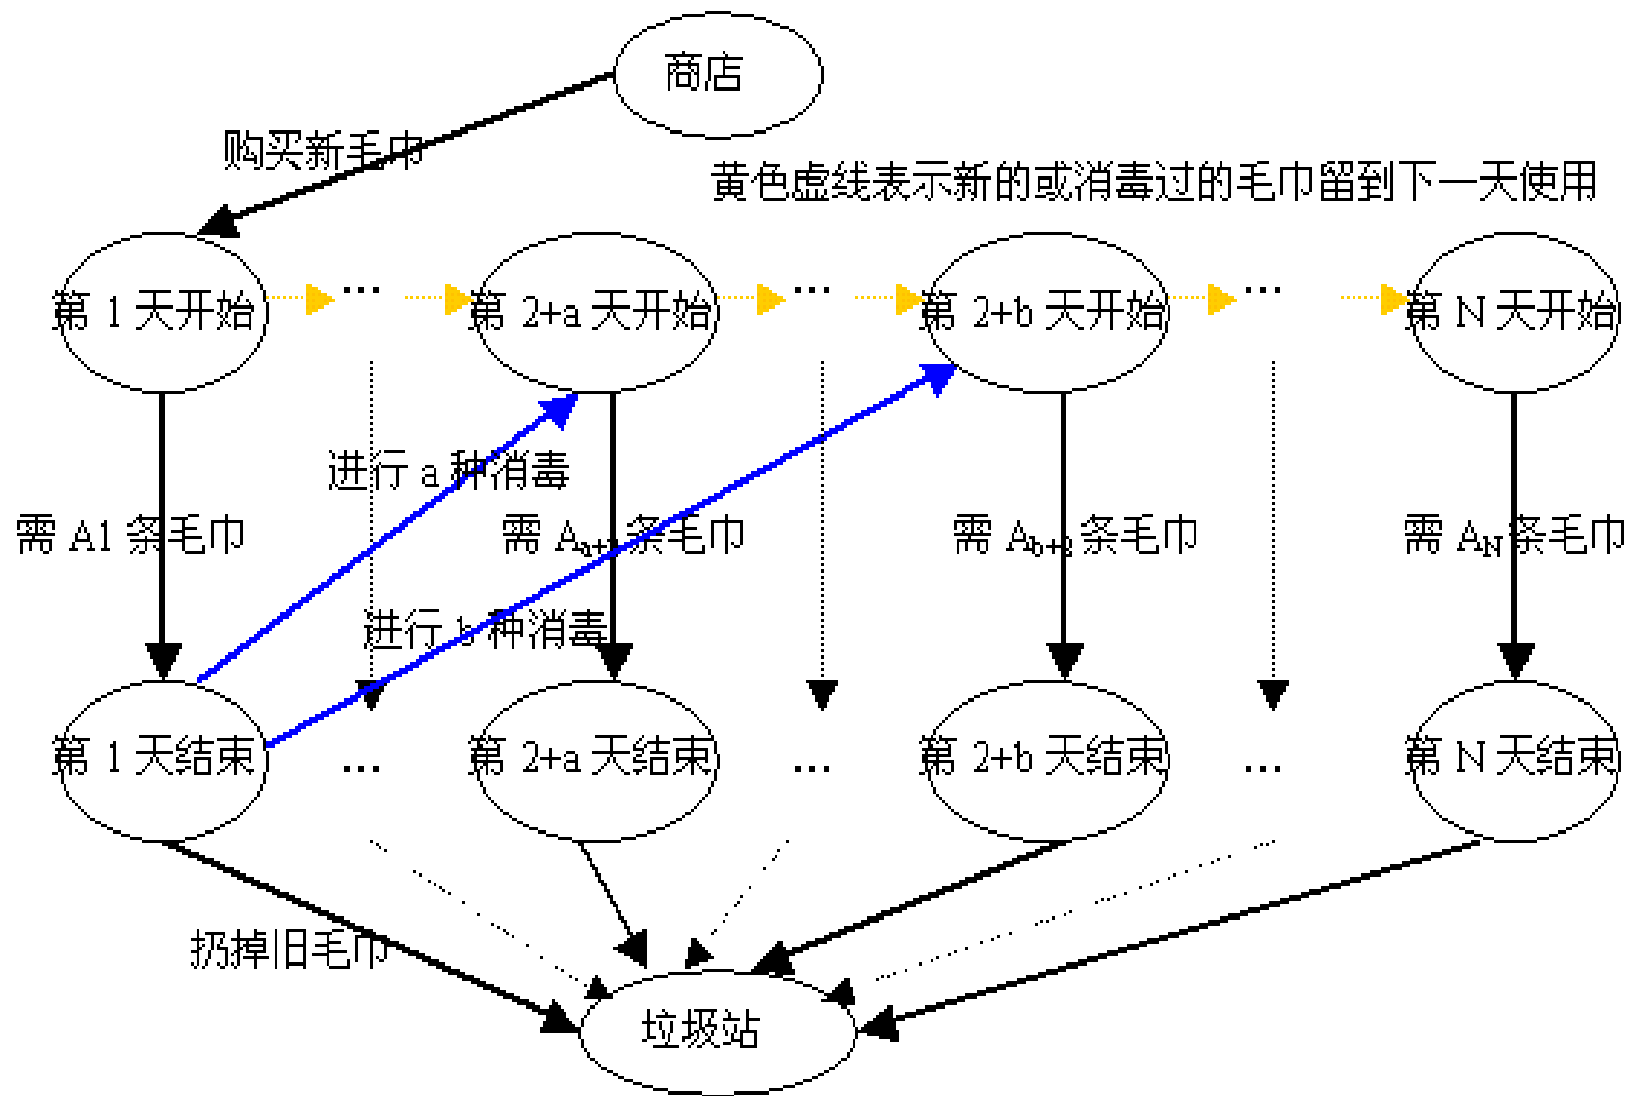 商店
购买新毛巾
黄色虚线表示新的或消毒过的毛巾留到下一天使用
第 1 天开始
...
第 2+a 天开始
...
第 2+b 天开始
...
第 N 天开始
进行 a 种消毒
需 A1 条毛巾
条毛巾
需 Ab+2 条毛巾
需 AN 条毛巾
进行 b 种消毒
第 1 天结束
...
第 2+a 天结束
...
第 2+b 天结束
...
第 N 天结束
扔掉旧毛巾
垃圾站